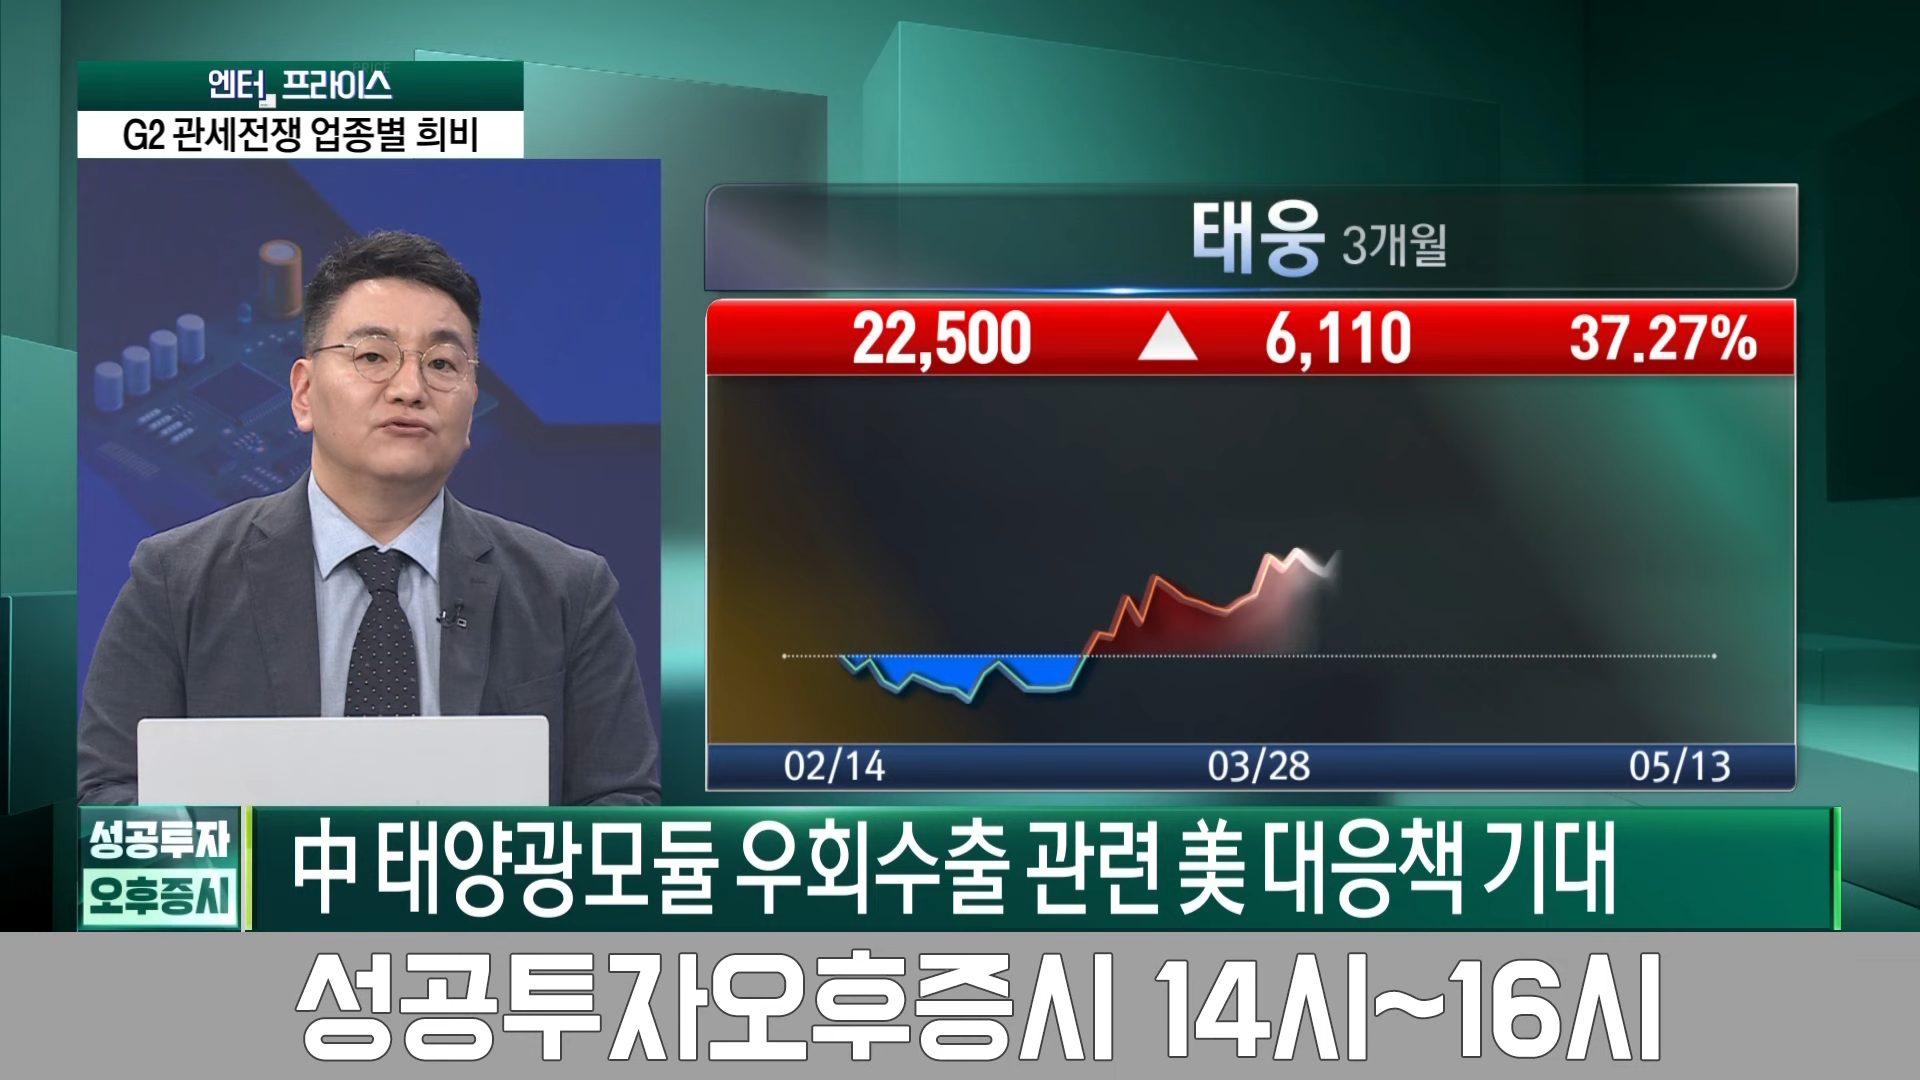 PRICE
엔터 프라이스
G2 관세전쟁 업종별 희비
태웅 3개월
22,500 ▲ 6,110 37.27%
02/14 03/28 05/13
성공투자
오후증시
中 태양광모듈 우회수출 관련 美 대응책 기대
성공투자오후증시 14시~16시